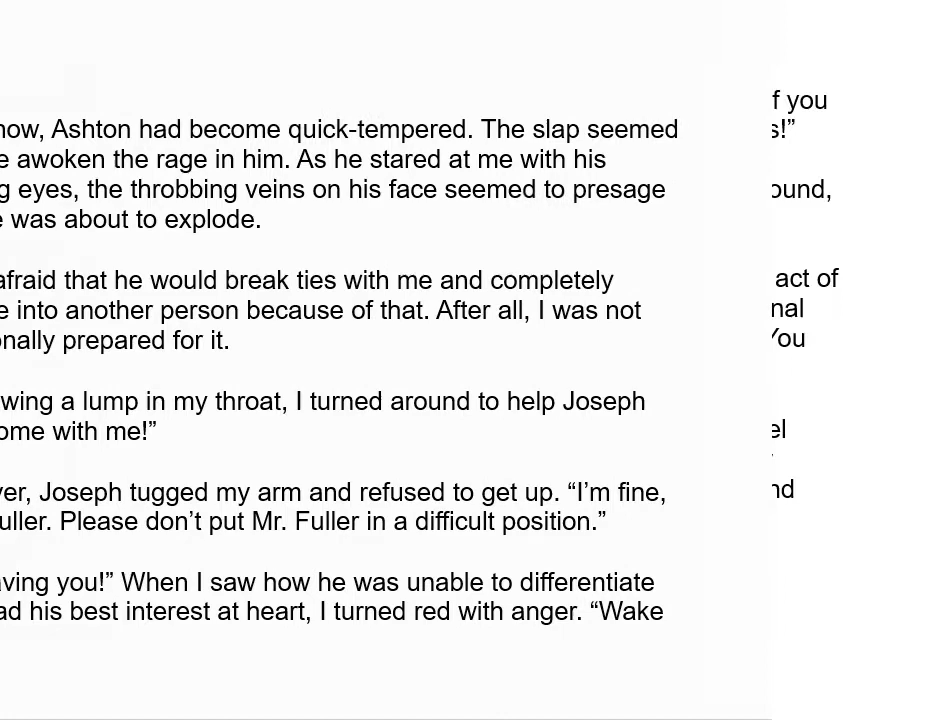 now, Ashton had become quick-tempered. The slap seemed
e awoken the rage in him. As he stared at me with his
g eyes, the throbbing veins on his face seemed to presage
e was about to explode.
afraid that he would break ties with me and completely
e into another person because of that. After all, I was not
onally prepared for it.
wing a lump in my throat, I turned around to help Joseph
ome with me!”
ver, Joseph tugged my arm and refused to get up. “I’m fine,
uller. Please don’t put Mr. Fuller in a difficult position.”
aving you!” When I saw how he was unable to differentiate
ad his best interest at heart, I turned red with anger. “Wake
f you
s!”
ound,
act of
nal
You
el
nd